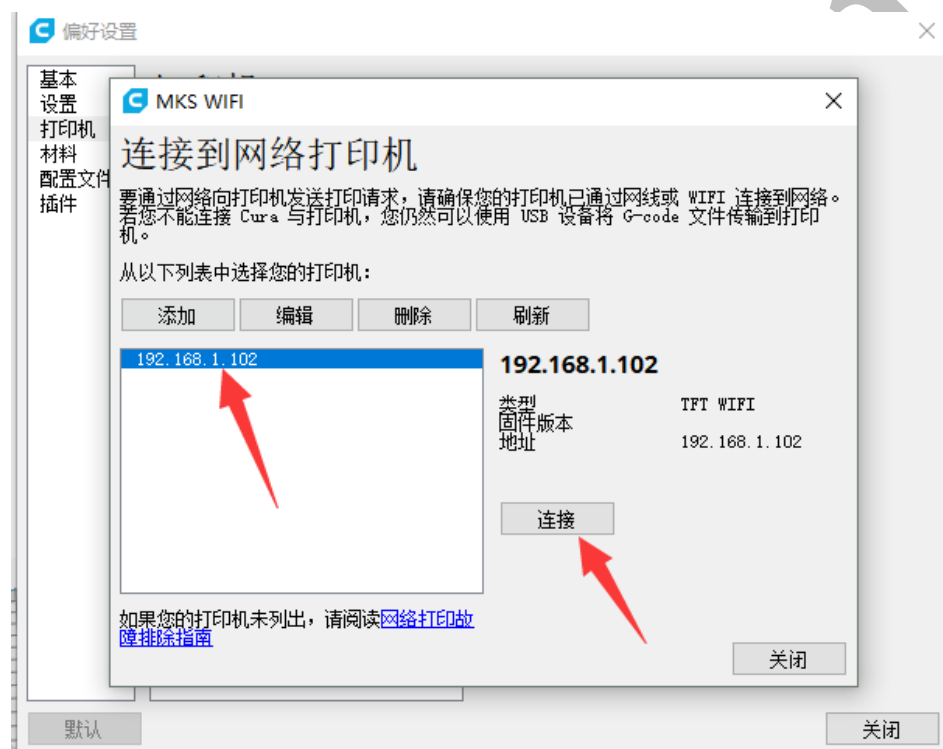 偏好设置
基本
设置
打印机
材料
配置文件
插件
MKS WIFI
连接到网络打印机
要通过网络向打印机发送打印请求，请确保您的打印机已通过网线或 WIFI 连接到网络。
若您不能连接 Cura 与打印机，您仍然可以使用 USB 设备将 G-code 文件传输到打印
机。
从以下列表中选择您的打印机：
添加 编辑 删除 刷新
192.168.1.102
192.168.1.102
类型 TFT WIFI
固件版本
地址 192.168.1.102
连接
如果您的打印机未列出，请阅读网络打印故
障排除指南
关闭
默认 关闭